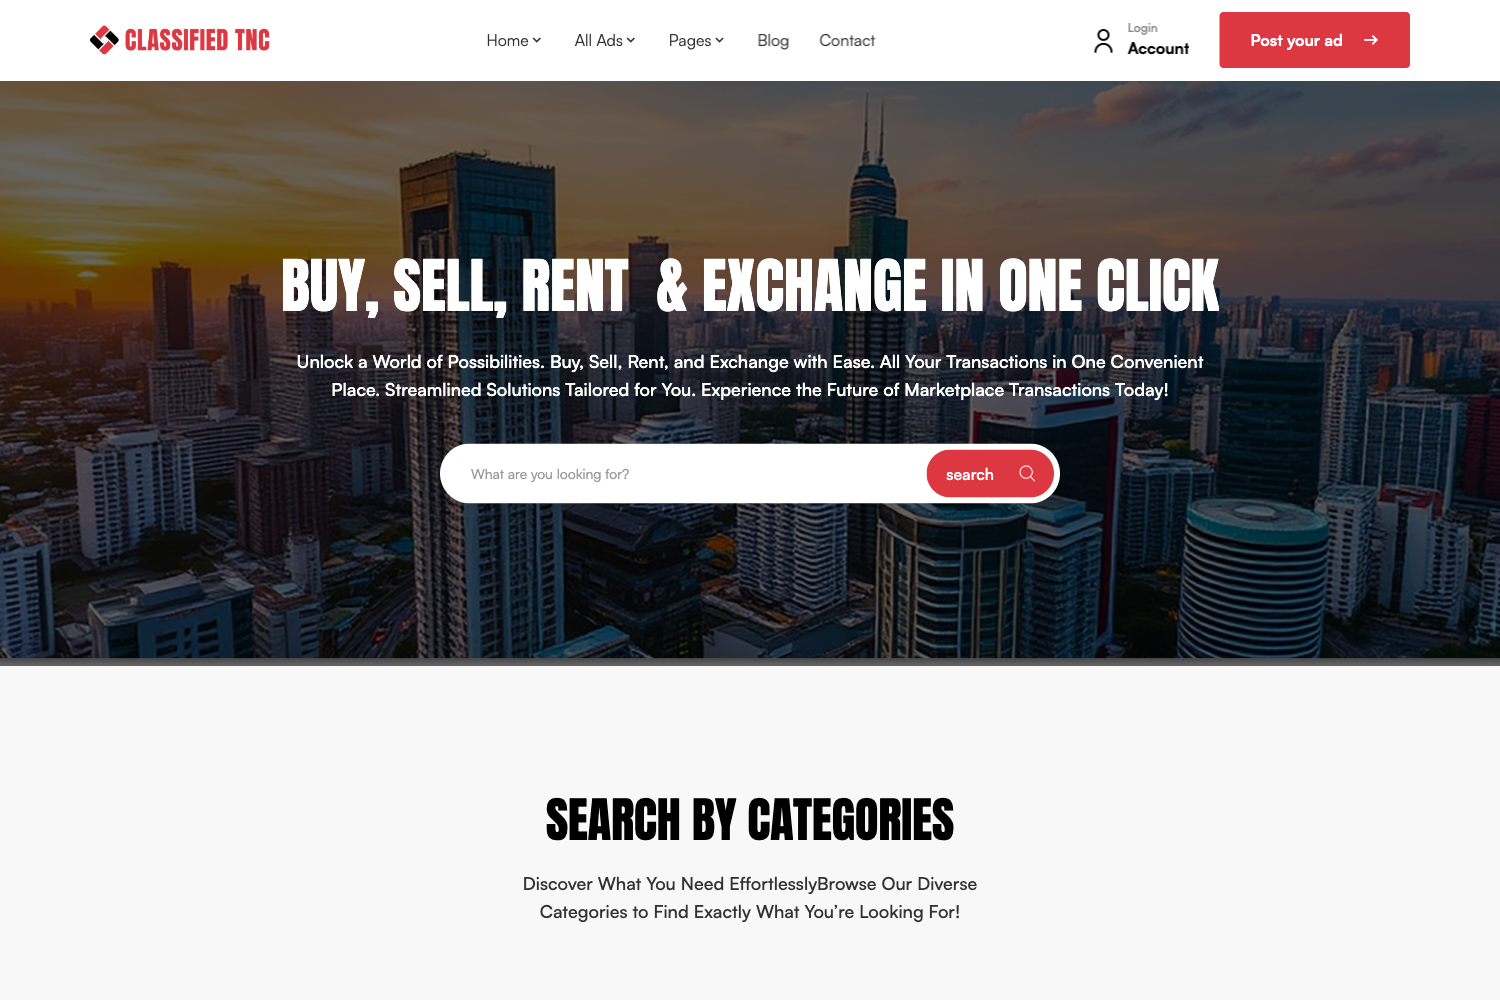 CLASSIFIED TNC
Home
All Ads
Pages
Blog
Contact
Login
Account
Post your ad
BUY, SELL, RENT & EXCHANGE IN ONE CLICK
Unlock a World of Possibilities. Buy, Sell, Rent, and Exchange with Ease. All Your Transactions in One Convenient
Place. Streamlined Solutions Tailored for You. Experience the Future of Marketplace Transactions Today!
What are you looking for?
search
SEARCH BY CATEGORIES
Discover What You Need EffortlesslyBrowse Our Diverse
Categories to Find Exactly What You’re Looking For!